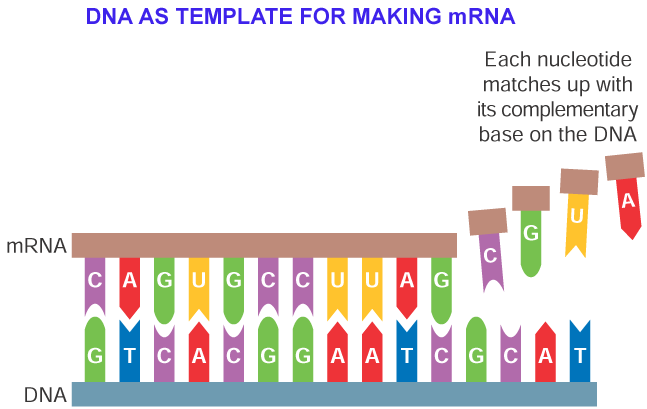 DNA AS TEMPLATE FOR MAKING mRNA
Each nucleotide
matches up with
its complementary
base on the DNA
C G U A
mRNA
C A G U G C C U U A G
G T C A C G G A A T C G C A T
DNA